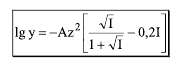 lg y = −Az² [ √I / (1 + √I) − 0,2I ]